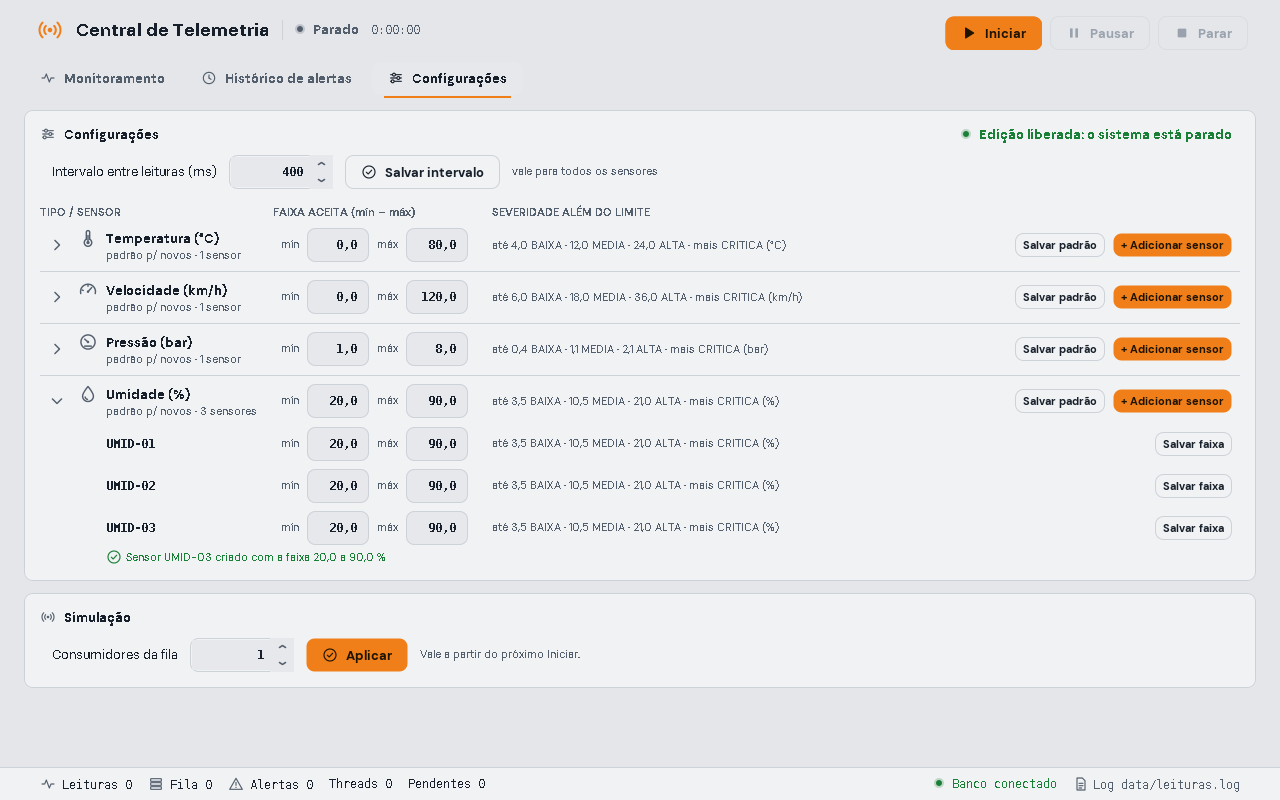 Central de Telemetria
Parado 0:00:00
Iniciar
Pausar
Parar
Monitoramento
Histórico de alertas
Configurações
Configurações
Edição liberada: o sistema está parado
Intervalo entre leituras (ms) 400 Salvar intervalo vale para todos os sensores
TIPO / SENSOR FAIXA ACEITA (mín – máx) SEVERIDADE ALÉM DO LIMITE
Temperatura (°C)
padrão p/ novos · 1 sensor
mín 0,0 máx 80,0 até 4,0 BAIXA · 12,0 MEDIA · 24,0 ALTA · mais CRITICA (°C) Salvar padrão + Adicionar sensor
Velocidade (km/h)
padrão p/ novos · 1 sensor
mín 0,0 máx 120,0 até 6,0 BAIXA · 18,0 MEDIA · 36,0 ALTA · mais CRITICA (km/h) Salvar padrão + Adicionar sensor
Pressão (bar)
padrão p/ novos · 1 sensor
mín 1,0 máx 8,0 até 0,4 BAIXA · 1,1 MEDIA · 2,1 ALTA · mais CRITICA (bar) Salvar padrão + Adicionar sensor
Umidade (%)
padrão p/ novos · 3 sensores
mín 20,0 máx 90,0 até 3,5 BAIXA · 10,5 MEDIA · 21,0 ALTA · mais CRITICA (%) Salvar padrão + Adicionar sensor
UMID-01 mín 20,0 máx 90,0 até 3,5 BAIXA · 10,5 MEDIA · 21,0 ALTA · mais CRITICA (%) Salvar faixa
UMID-02 mín 20,0 máx 90,0 até 3,5 BAIXA · 10,5 MEDIA · 21,0 ALTA · mais CRITICA (%) Salvar faixa
UMID-03 mín 20,0 máx 90,0 até 3,5 BAIXA · 10,5 MEDIA · 21,0 ALTA · mais CRITICA (%) Salvar faixa
Sensor UMID-03 criado com a faixa 20,0 a 90,0 %
Simulação
Consumidores da fila 1 Aplicar Vale a partir do próximo Iniciar.
Leituras 0 Fila 0 Alertas 0 Threads 0 Pendentes 0 Banco conectado Log data/leituras.log